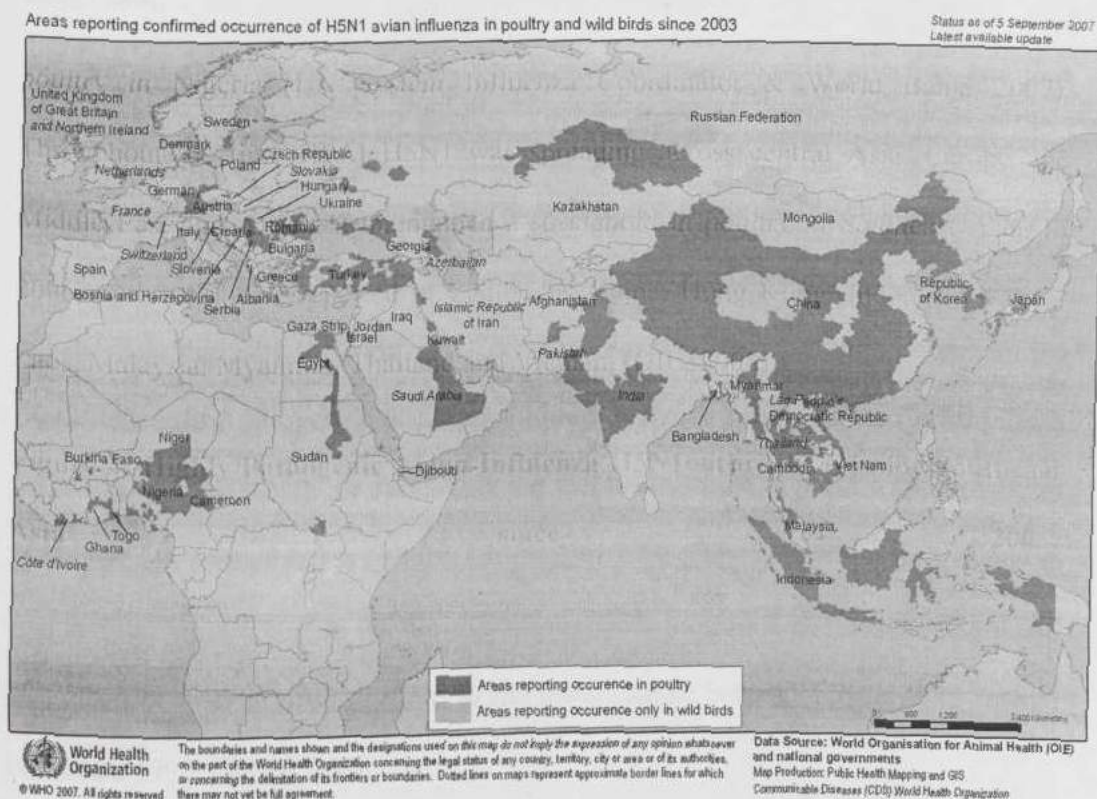 Areas reporting confirmed occurrence of H5N1 avian influenza in poultry and wild birds since 2003
Status as of 5 September 2007
Latest available update
United Kingdom
of Great Britain
and Northern Ireland
Sweden
Russian Federation
Denmark
Czech Republic
Netherlands
Poland
Slovakia
German
Hungary
Austria
Ukraine
Kazakhstan
France
Mongolia
Italy
Croatia
Romania
Switzerland
Bulgaria
Georgia
Slovenia
Azerbaijan
Spain
Greece
Turkey
Republic
of Korea
Bosnia and Herzegovina
Albania
Afghanistan
China
Japan
Serbia
Islamic Republic
of Iran
Iraq
Gaza Strip
Jordan
Israel
Kuwait
Pakistan
Egypt
Myanmar
Saudi Arabia
India
Lao People's
Democratic Republic
Bangladesh
Thailand
Niger
Burkina Faso
Sudan
Djibouti
Cambodia
Viet Nam
Nigeria
Cameroon
Togo
Ghana
Malaysia
Côte d'Ivoire
Indonesia
Areas reporting occurence in poultry
Areas reporting occurence only in wild birds
World Health
Organization
© WHO 2007. All rights reserved
The boundaries and names shown and the designations used on this map do not imply the expression of any opinion whatsoever
on the part of the World Health Organization concerning the legal status of any country, territory, city or area or of its authorities,
or concerning the delimitation of its frontiers or boundaries. Dotted lines on maps represent approximate border lines for which
there may not yet be full agreement.
Data Source: World Organisation for Animal Health (OIE)
and national governments
Map Production: Public Health Mapping and GIS
Communicable Diseases (CDS) World Health Organization